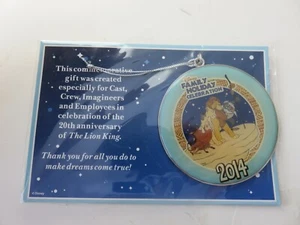 This commemorative
gift was created
especially for Cast,
Crew, Imagineers
and Employees in
celebration of the
20th anniversary
of The Lion King.
Thank you for all you do to
make dreams come true!
FAMILY HOLIDAY
CELEBRATION
2014